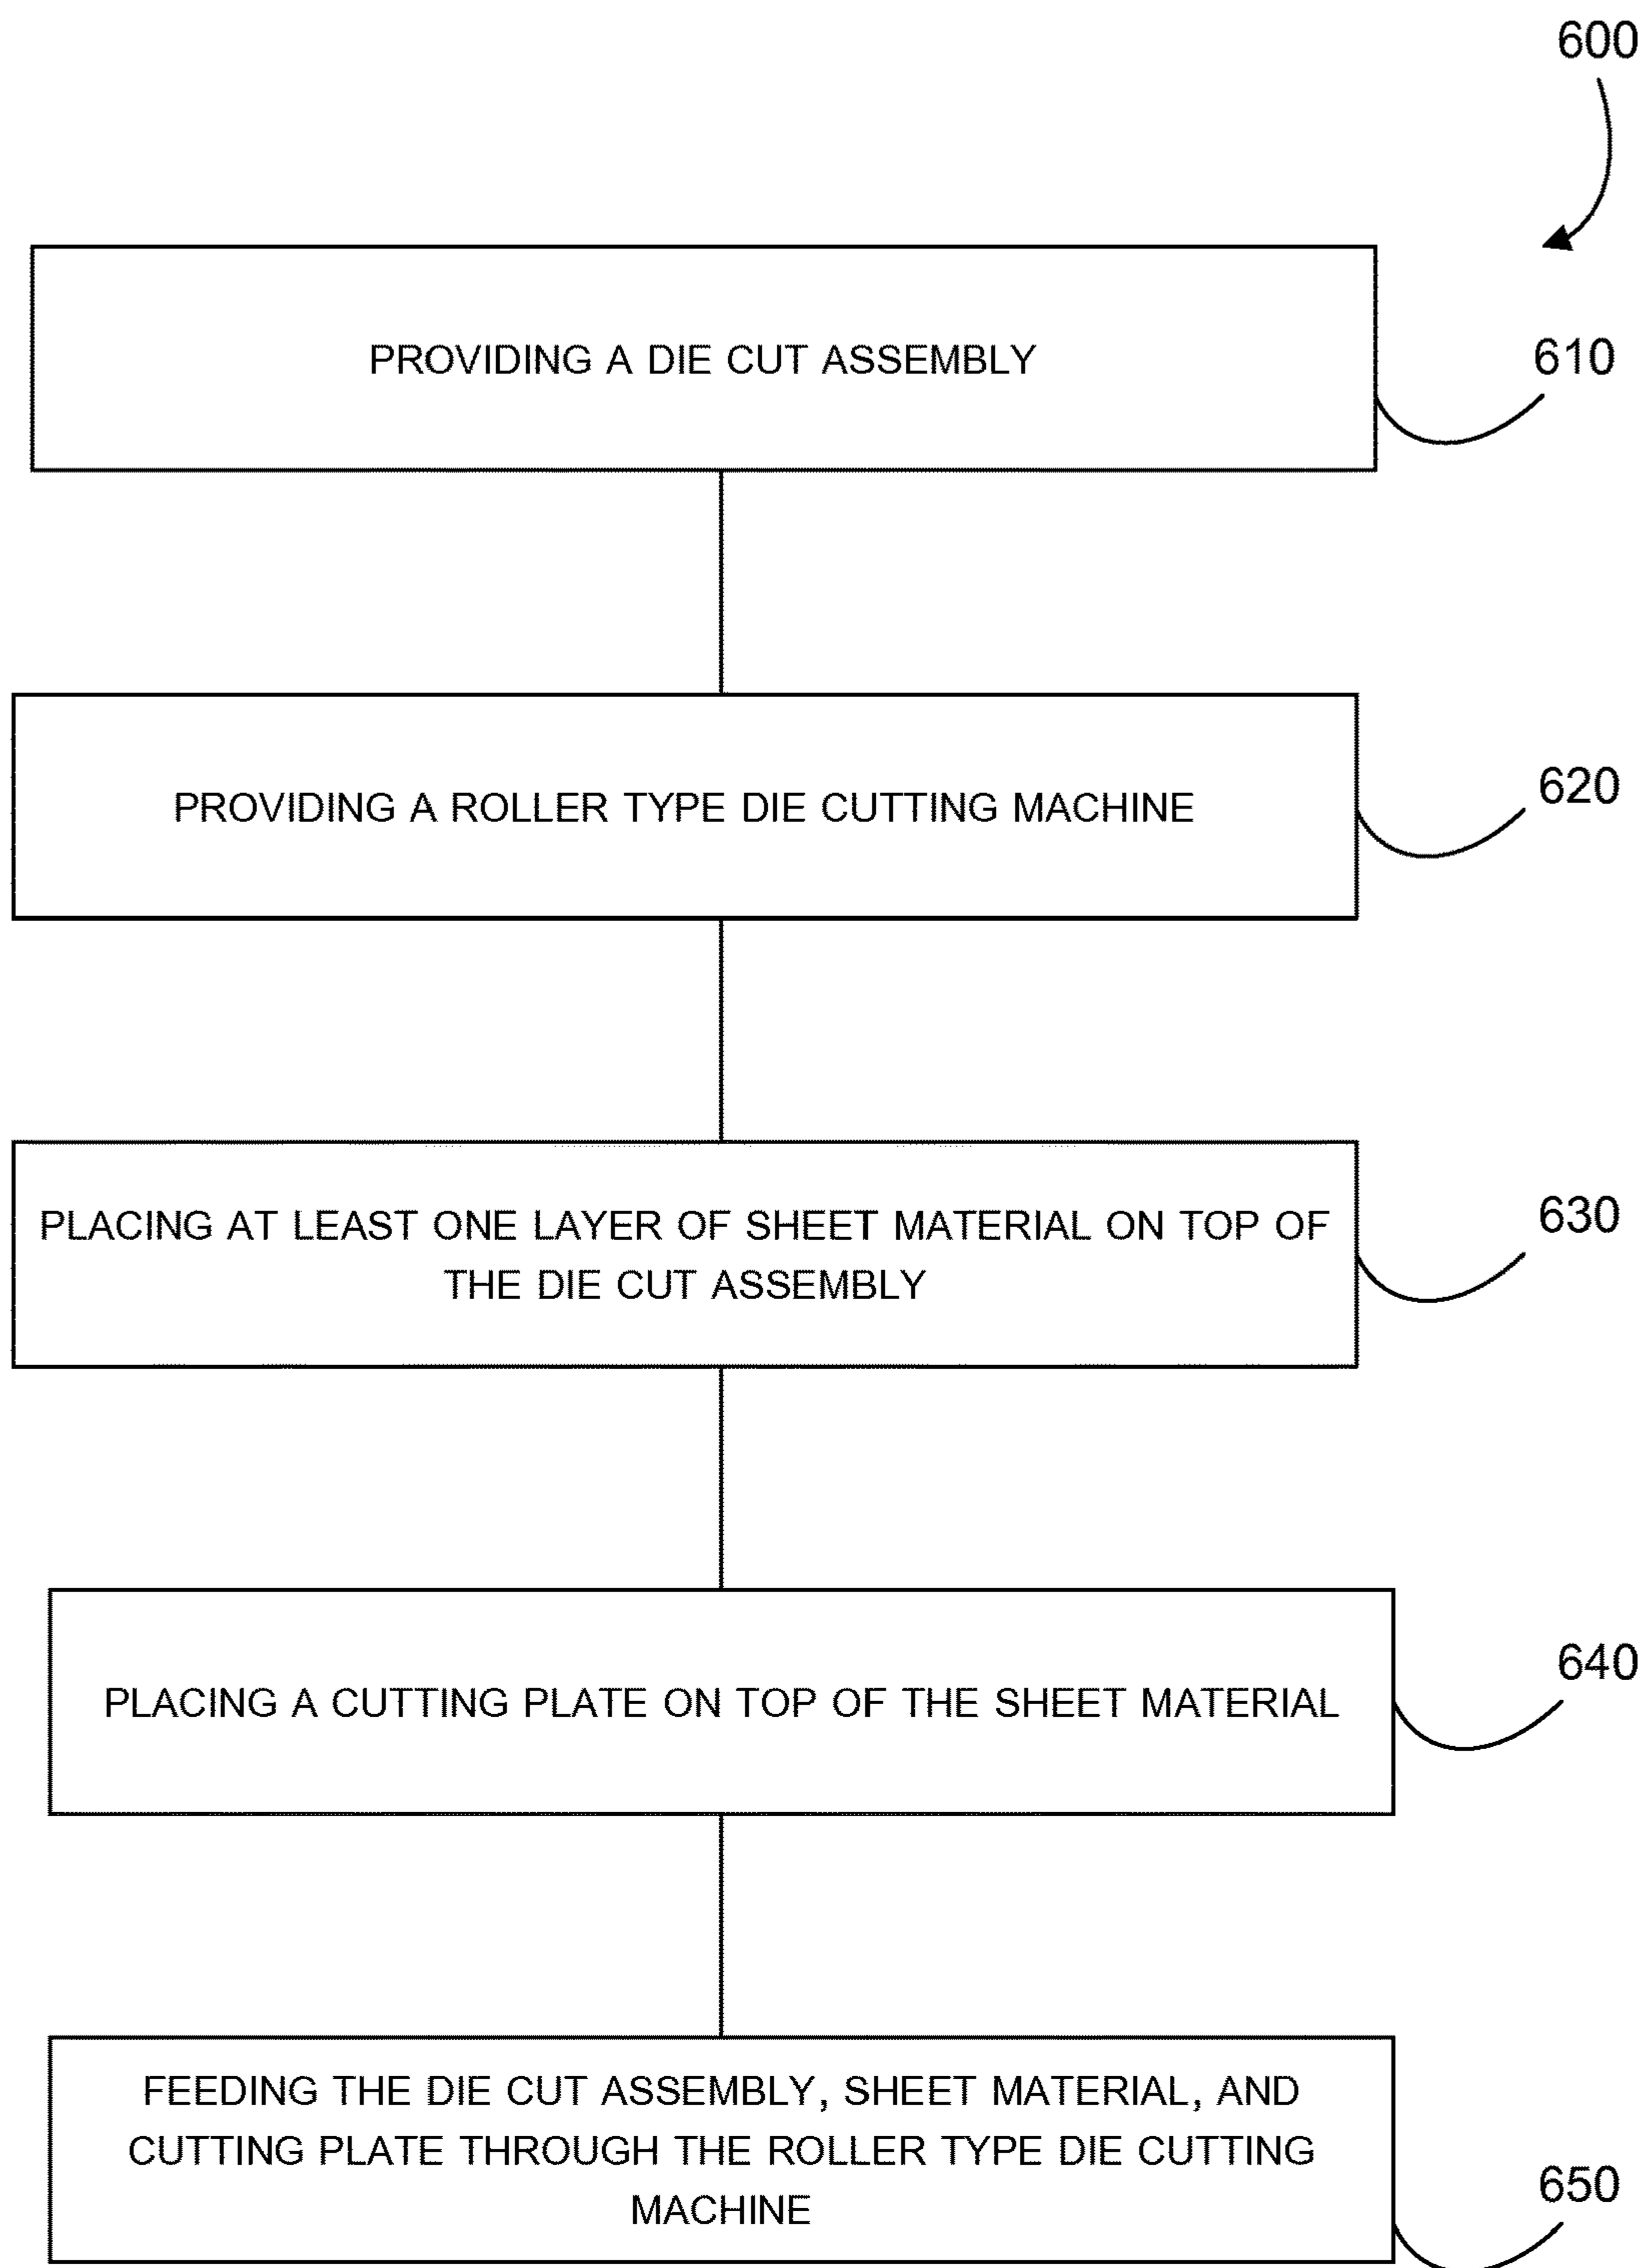 600
PROVIDING A DIE CUT ASSEMBLY
610
PROVIDING A ROLLER TYPE DIE CUTTING MACHINE
620
PLACING AT LEAST ONE LAYER OF SHEET MATERIAL ON TOP OF
THE DIE CUT ASSEMBLY
630
PLACING A CUTTING PLATE ON TOP OF THE SHEET MATERIAL
640
FEEDING THE DIE CUT ASSEMBLY, SHEET MATERIAL, AND
CUTTING PLATE THROUGH THE ROLLER TYPE DIE CUTTING
MACHINE
650